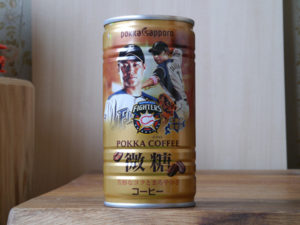 pokka sapporo
FIGHTERS
POKKA COFFEE
微糖
コーヒー